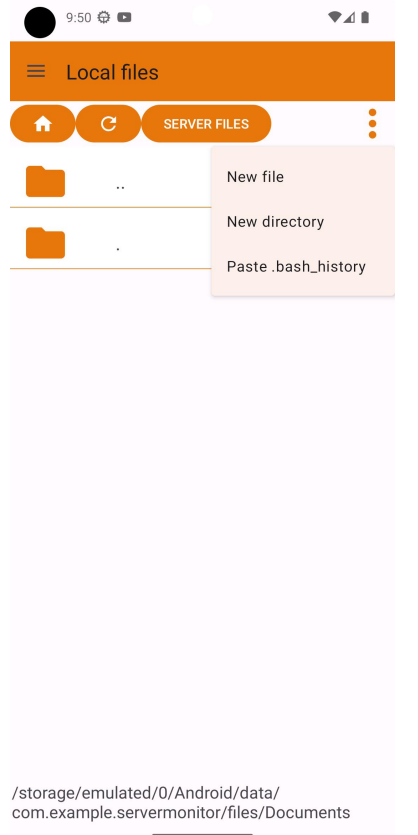 9:50
Local files
SERVER FILES
New file
New directory
Paste .bash_history
..
.
/storage/emulated/0/Android/data/
com.example.servermonitor/files/Documents